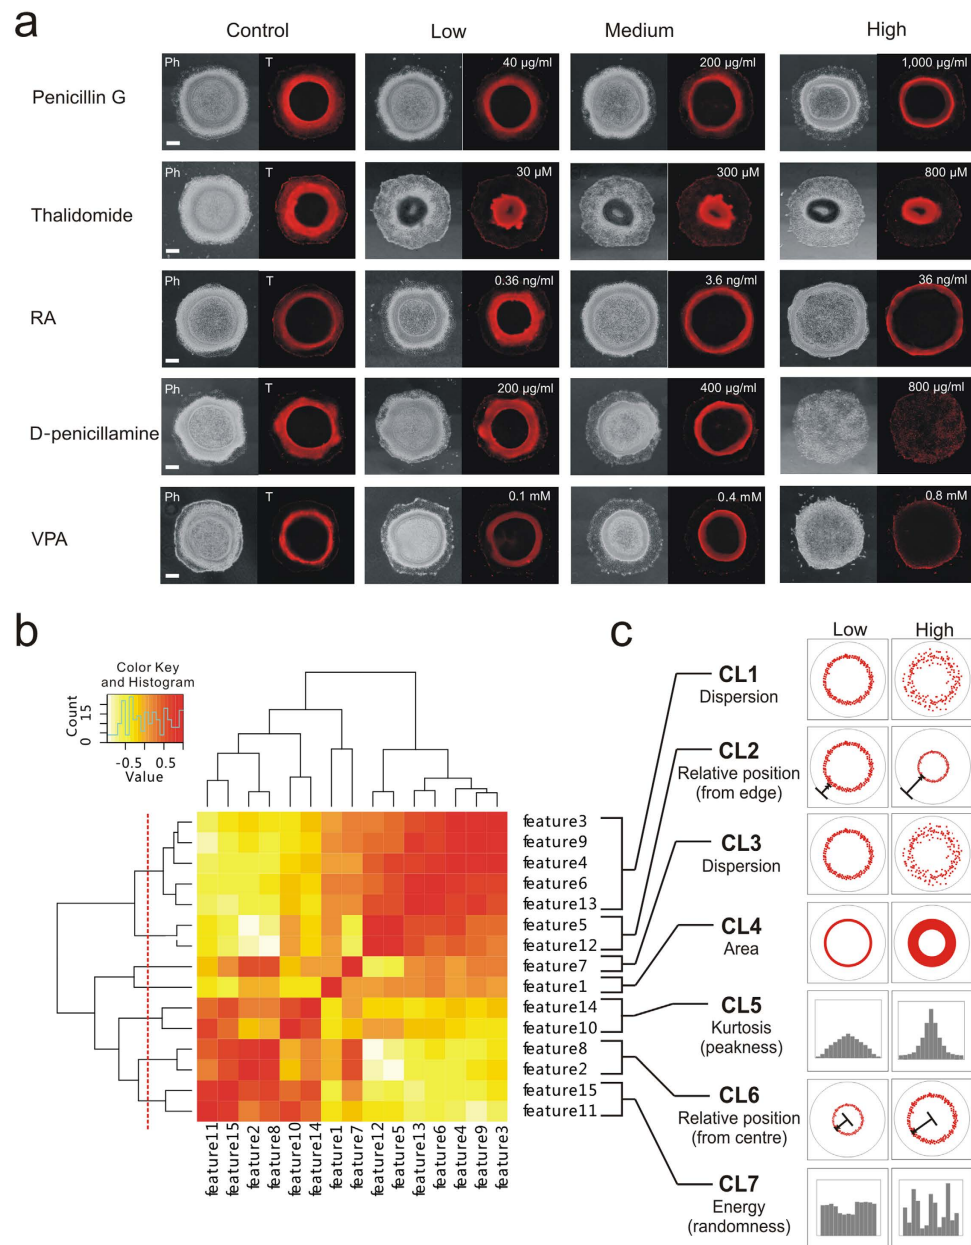 a
Control Low Medium High
Penicillin G
Ph T 40 µg/ml 200 µg/ml 1,000 µg/ml
Thalidomide
Ph T 30 µM 300 µM 800 µM
RA
Ph T 0.36 ng/ml 3.6 ng/ml 36 ng/ml
D-penicillamine
Ph T 200 µg/ml 400 µg/ml 800 µg/ml
VPA
Ph T 0.1 mM 0.4 mM 0.8 mM
b
Color Key
and Histogram
Count
0 15
-0.5 0.5
Value
feature3
feature9
feature4
feature6
feature13
feature5
feature12
feature7
feature1
feature14
feature10
feature8
feature2
feature15
feature11
feature11
feature15
feature2
feature8
feature10
feature14
feature1
feature7
feature12
feature5
feature13
feature6
feature4
feature9
feature3
c
Low High
CL1
Dispersion
CL2
Relative position
(from edge)
CL3
Dispersion
CL4
Area
CL5
Kurtosis
(peakness)
CL6
Relative position
(from centre)
CL7
Energy
(randomness)